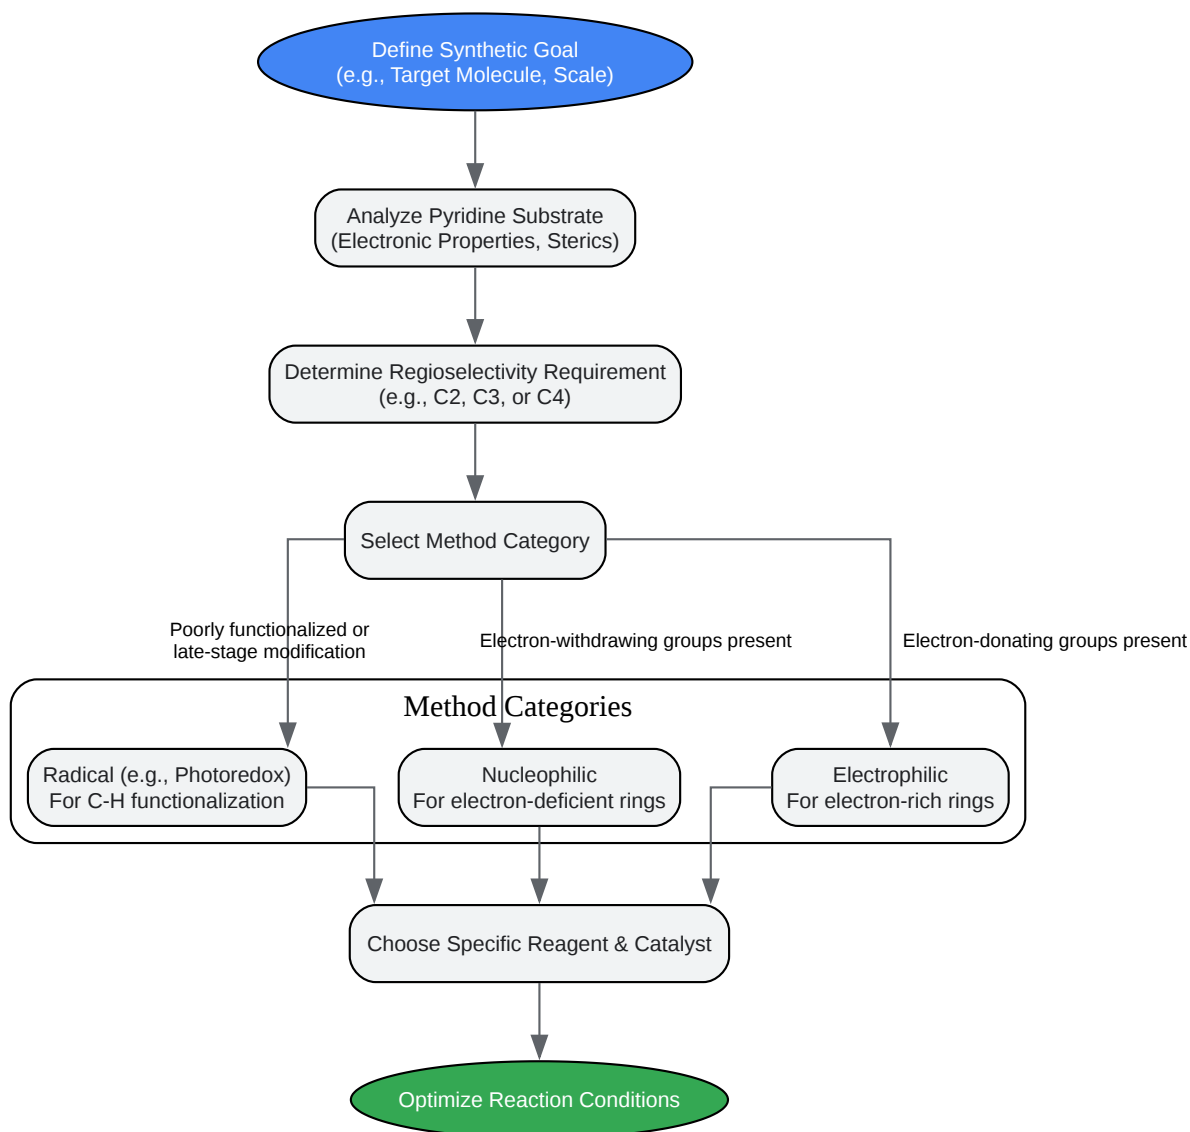 Define Synthetic Goal
(e.g., Target Molecule, Scale)
Analyze Pyridine Substrate
(Electronic Properties, Sterics)
Determine Regioselectivity Requirement
(e.g., C2, C3, or C4)
Select Method Category
Poorly functionalized or
late-stage modification
Electron-withdrawing groups present
Electron-donating groups present
Method Categories
Radical (e.g., Photoredox)
For C-H functionalization
Nucleophilic
For electron-deficient rings
Electrophilic
For electron-rich rings
Choose Specific Reagent & Catalyst
Optimize Reaction Conditions